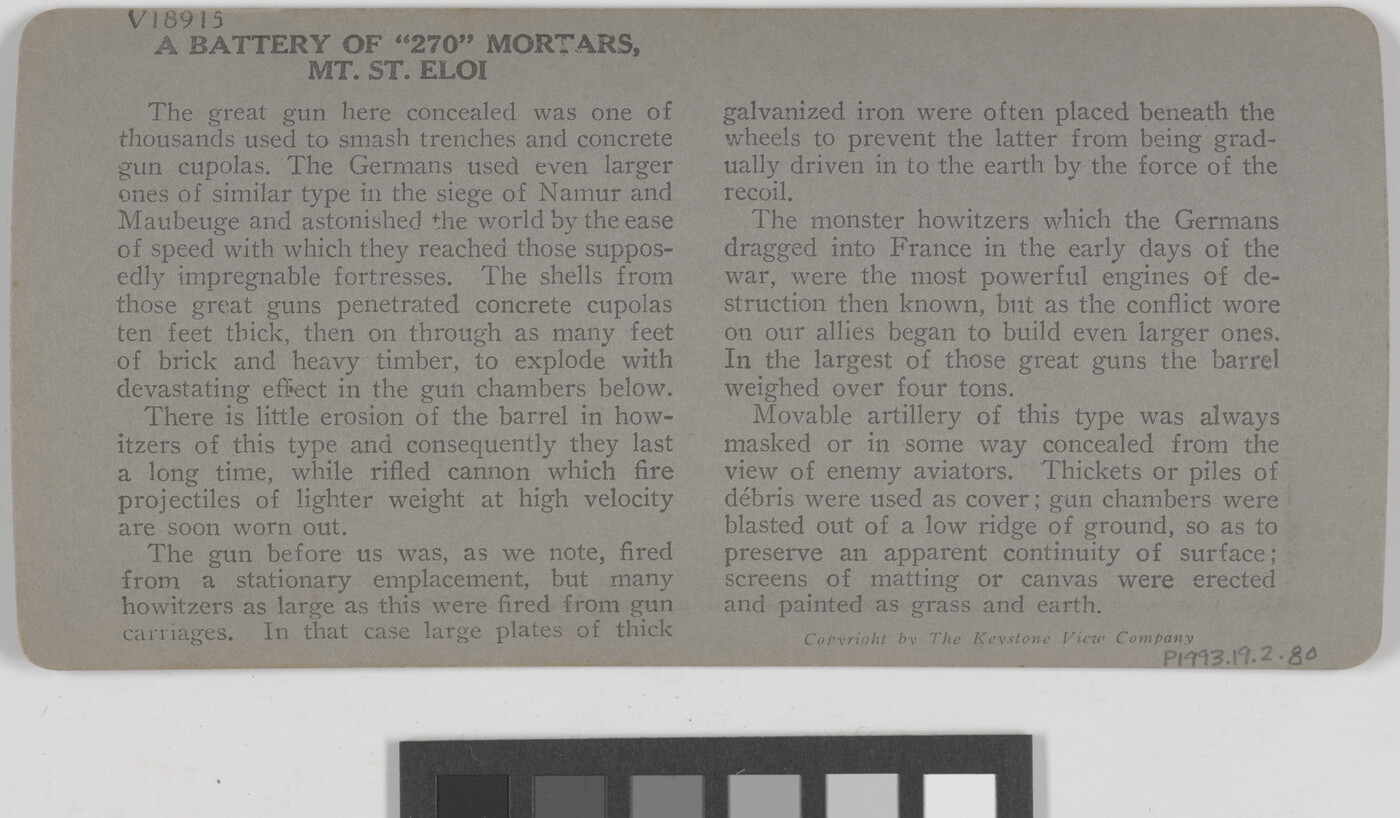 V18915
A BATTERY OF “270” MORTARS,
MT. ST. ELOI
The great gun here concealed was one of
thousands used to smash trenches and concrete
gun cupolas. The Germans used even larger
ones of similar type in the siege of Namur and
Maubeuge and astonished the world by the ease
of speed with which they reached those suppos-
edly impregnable fortresses. The shells from
those great guns penetrated concrete cupolas
ten feet thick, then on through as many feet
of brick and heavy timber, to explode with
devastating effect in the gun chambers below.
There is little erosion of the barrel in how-
itzers of this type and consequently they last
a long time, while rifled cannon which fire
projectiles of lighter weight at high velocity
are soon worn out.
The gun before us was, as we note, fired
from a stationary emplacement, but many
howitzers as large as this were fired from gun
carriages. In that case large plates of thick
galvanized iron were often placed beneath the
wheels to prevent the latter from being grad-
ually driven in to the earth by the force of the
recoil.
The monster howitzers which the Germans
dragged into France in the early days of the
war, were the most powerful engines of de-
struction then known, but as the conflict wore
on our allies began to build even larger ones.
In the largest of those great guns the barrel
weighed over four tons.
Movable artillery of this type was always
masked or in some way concealed from the
view of enemy aviators. Thickets or piles of
débris were used as cover; gun chambers were
blasted out of a low ridge of ground, so as to
preserve an apparent continuity of surface;
screens of matting or canvas were erected
and painted as grass and earth.
Copyright by The Keystone View Company
P1993.19.2.80